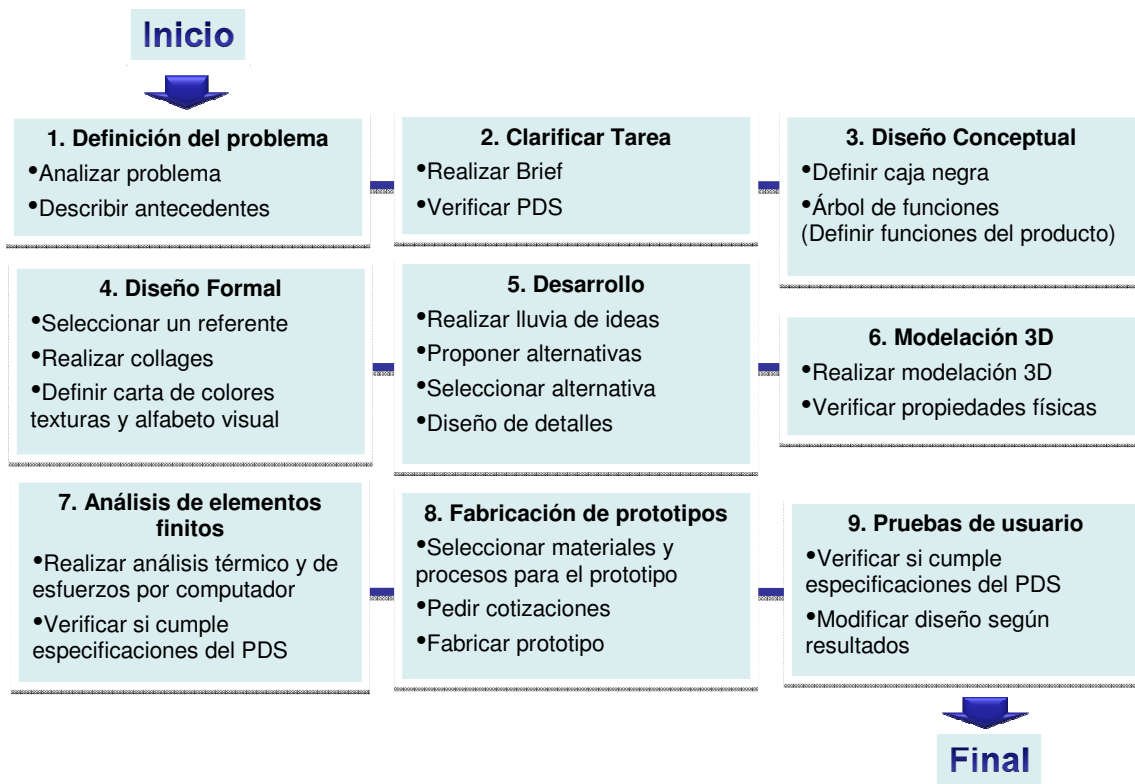 Inicio
1. Definición del problema
•Analizar problema
•Describir antecedentes
2. Clarificar Tarea
•Realizar Brief
•Verificar PDS
3. Diseño Conceptual
•Definir caja negra
•Árbol de funciones
(Definir funciones del producto)
4. Diseño Formal
•Seleccionar un referente
•Realizar collages
•Definir carta de colores
texturas y alfabeto visual
5. Desarrollo
•Realizar lluvia de ideas
•Proponer alternativas
•Seleccionar alternativa
•Diseño de detalles
6. Modelación 3D
•Realizar modelación 3D
•Verificar propiedades físicas
7. Análisis de elementos
finitos
•Realizar análisis térmico y de
esfuerzos por computador
•Verificar si cumple
especificaciones del PDS
8. Fabricación de prototipos
•Seleccionar materiales y
procesos para el prototipo
•Pedir cotizaciones
•Fabricar prototipo
9. Pruebas de usuario
•Verificar si cumple
especificaciones del PDS
•Modificar diseño según
resultados
Final